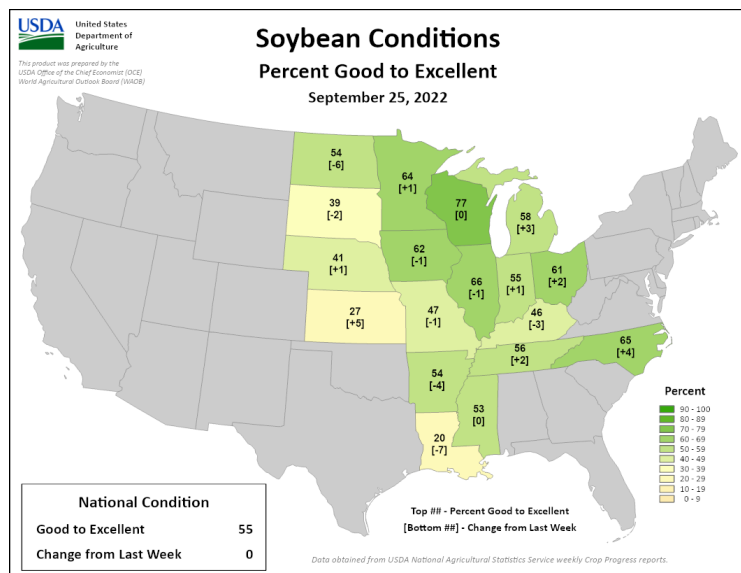 USDA
United States
Department of
Agriculture
This product was prepared by the
USDA Office of the Chief Economist (OCE)
World Agricultural Outlook Board (WAOB)
Soybean Conditions
Percent Good to Excellent
September 25, 2022
54
[-6]
64
[+1]
77
[0]
58
[+3]
39
[-2]
41
[+1]
62
[-1]
66
[-1]
55
[+1]
61
[+2]
27
[+5]
47
[-1]
46
[-3]
56
[+2]
65
[+4]
54
[-4]
53
[0]
20
[-7]
Percent
90 - 100
80 - 89
70 - 79
60 - 69
50 - 59
40 - 49
30 - 39
20 - 29
10 - 19
0 - 9
National Condition
Good to Excellent 55
Change from Last Week 0
Top ## - Percent Good to Excellent
[Bottom ##] - Change from Last Week
Data obtained from USDA National Agricultural Statistics Service weekly Crop Progress reports.